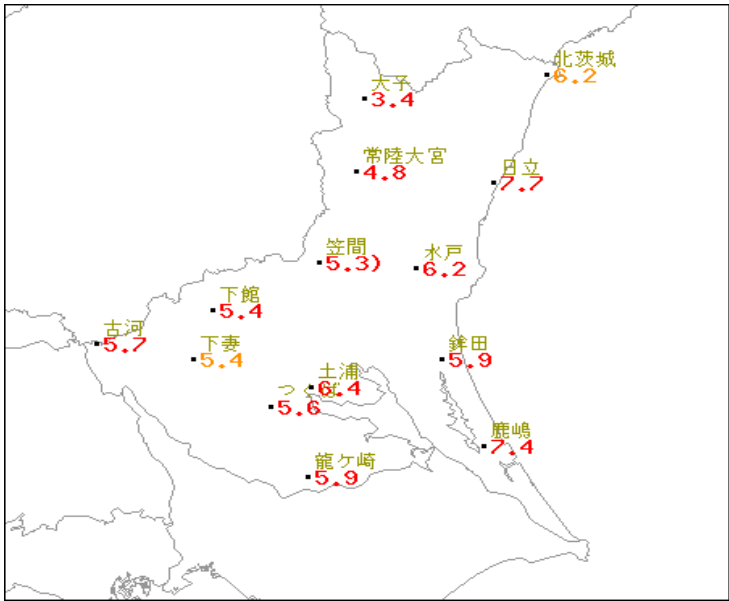 北茨城
6.2
大子
3.4
常陸大宮
4.8
日立
7.7
笠間
5.3)
水戸
6.2
下館
5.4
古河
5.7
下妻
5.4
鉾田
5.9
土浦
6.4
つくば
5.6
鹿嶋
7.4
龍ケ崎
5.9